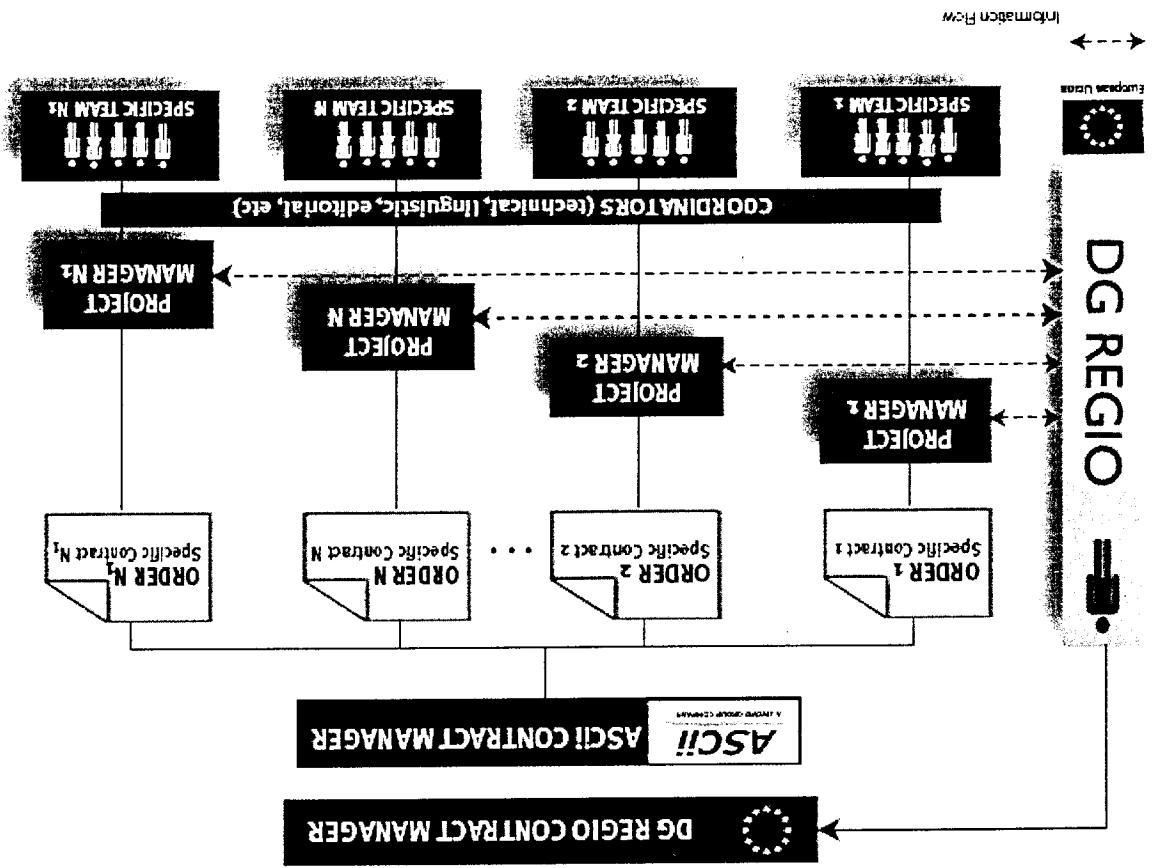 DG REGIO CONTRACT MANAGER
ASCii
ASCii CONTRACT MANAGER
ORDER 1
Specific Contract 1
ORDER 2
Specific Contract 2
...
ORDER N
Specific Contract N
ORDER N1
Specific Contract N1
DG REGIO
PROJECT
MANAGER 1
PROJECT
MANAGER 2
PROJECT
MANAGER N
PROJECT
MANAGER N1
COORDINATORS (technical, linguistic, editorial, etc)
European Union
SPECIFIC TEAM 1
SPECIFIC TEAM 2
SPECIFIC TEAM N
SPECIFIC TEAM N1
Information Flow